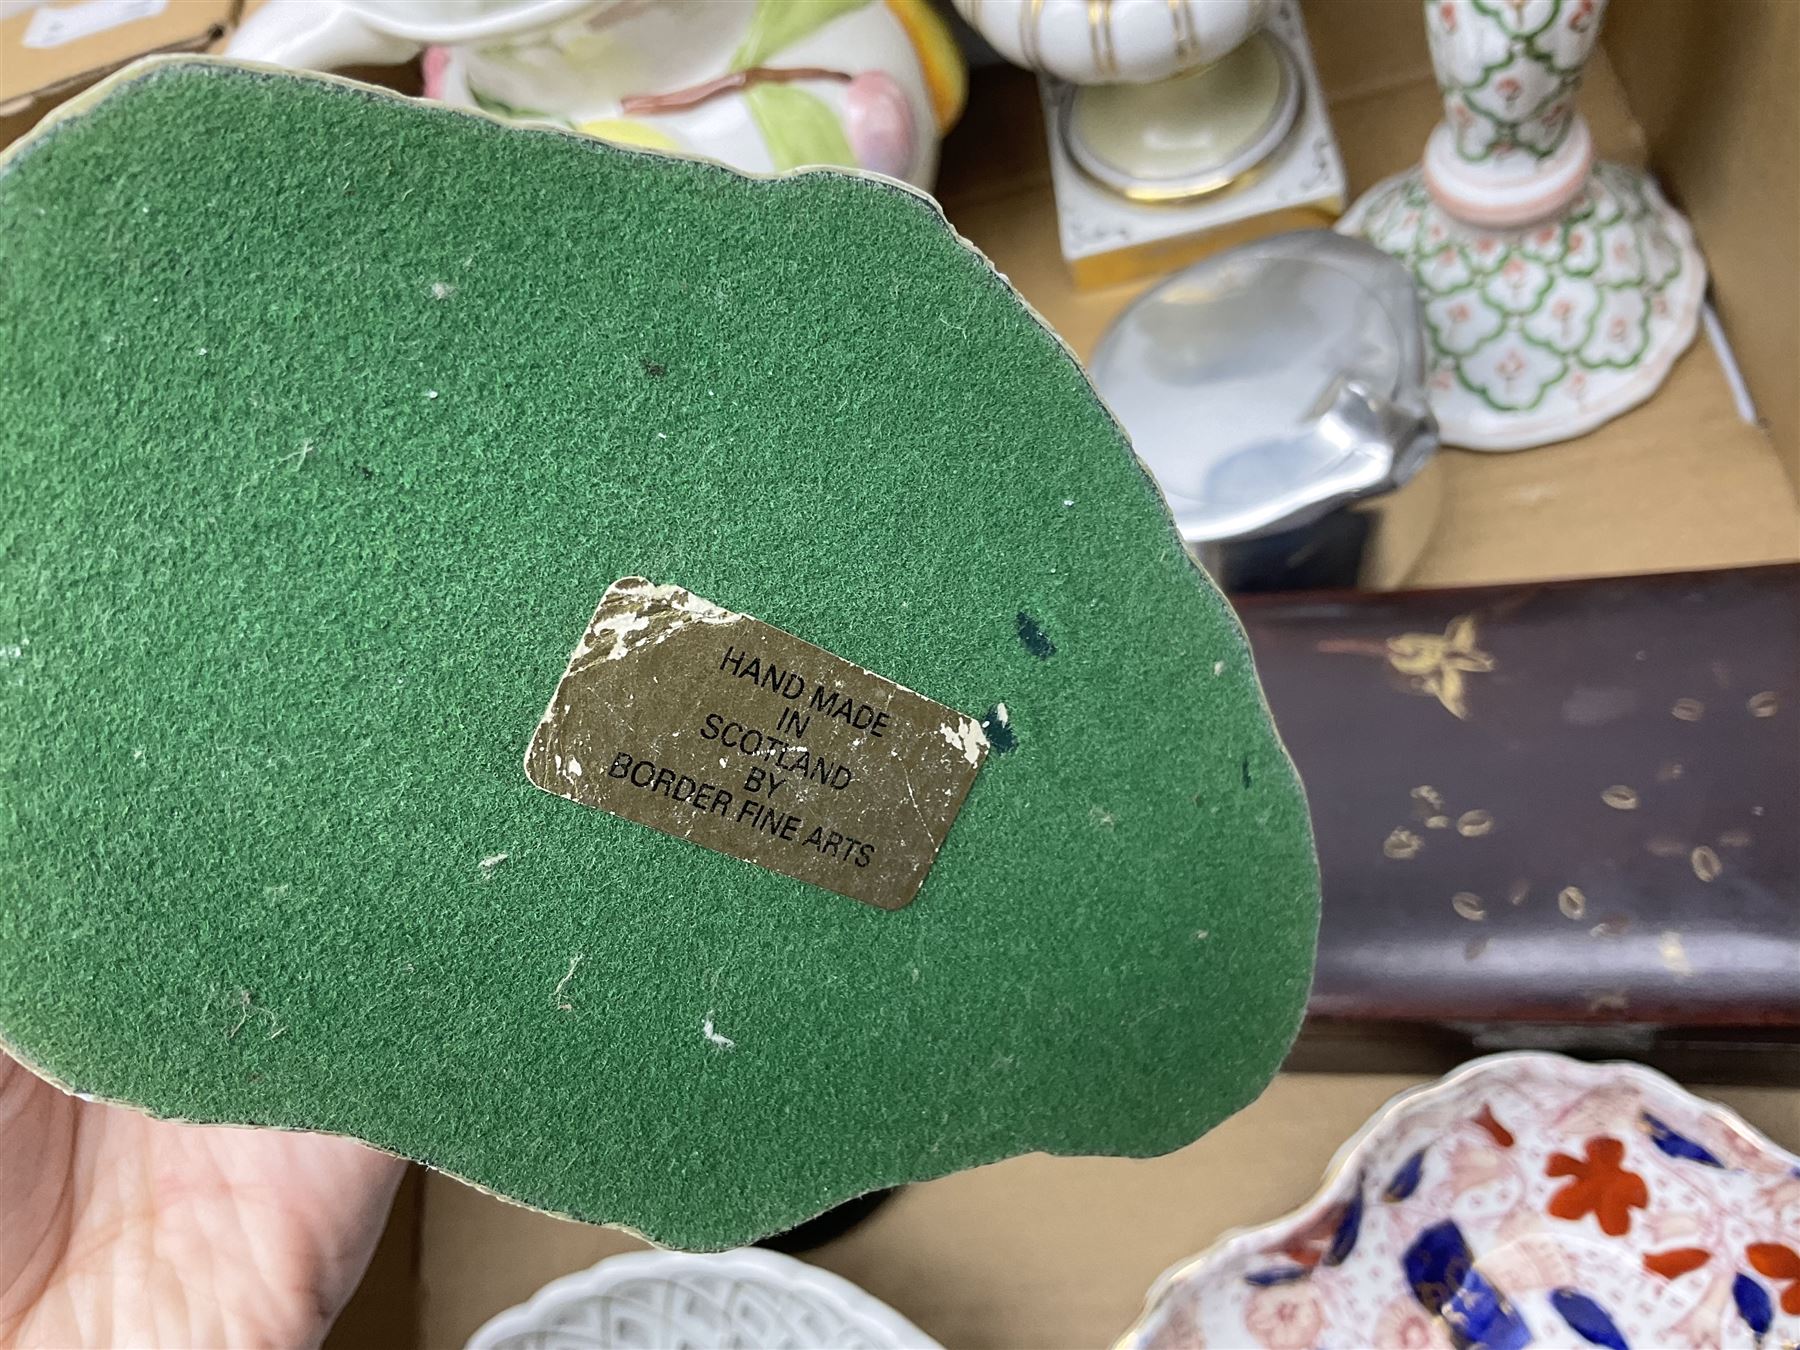 HAND MADE
IN
SCOTLAND
BY
BORDER FINE ARTS